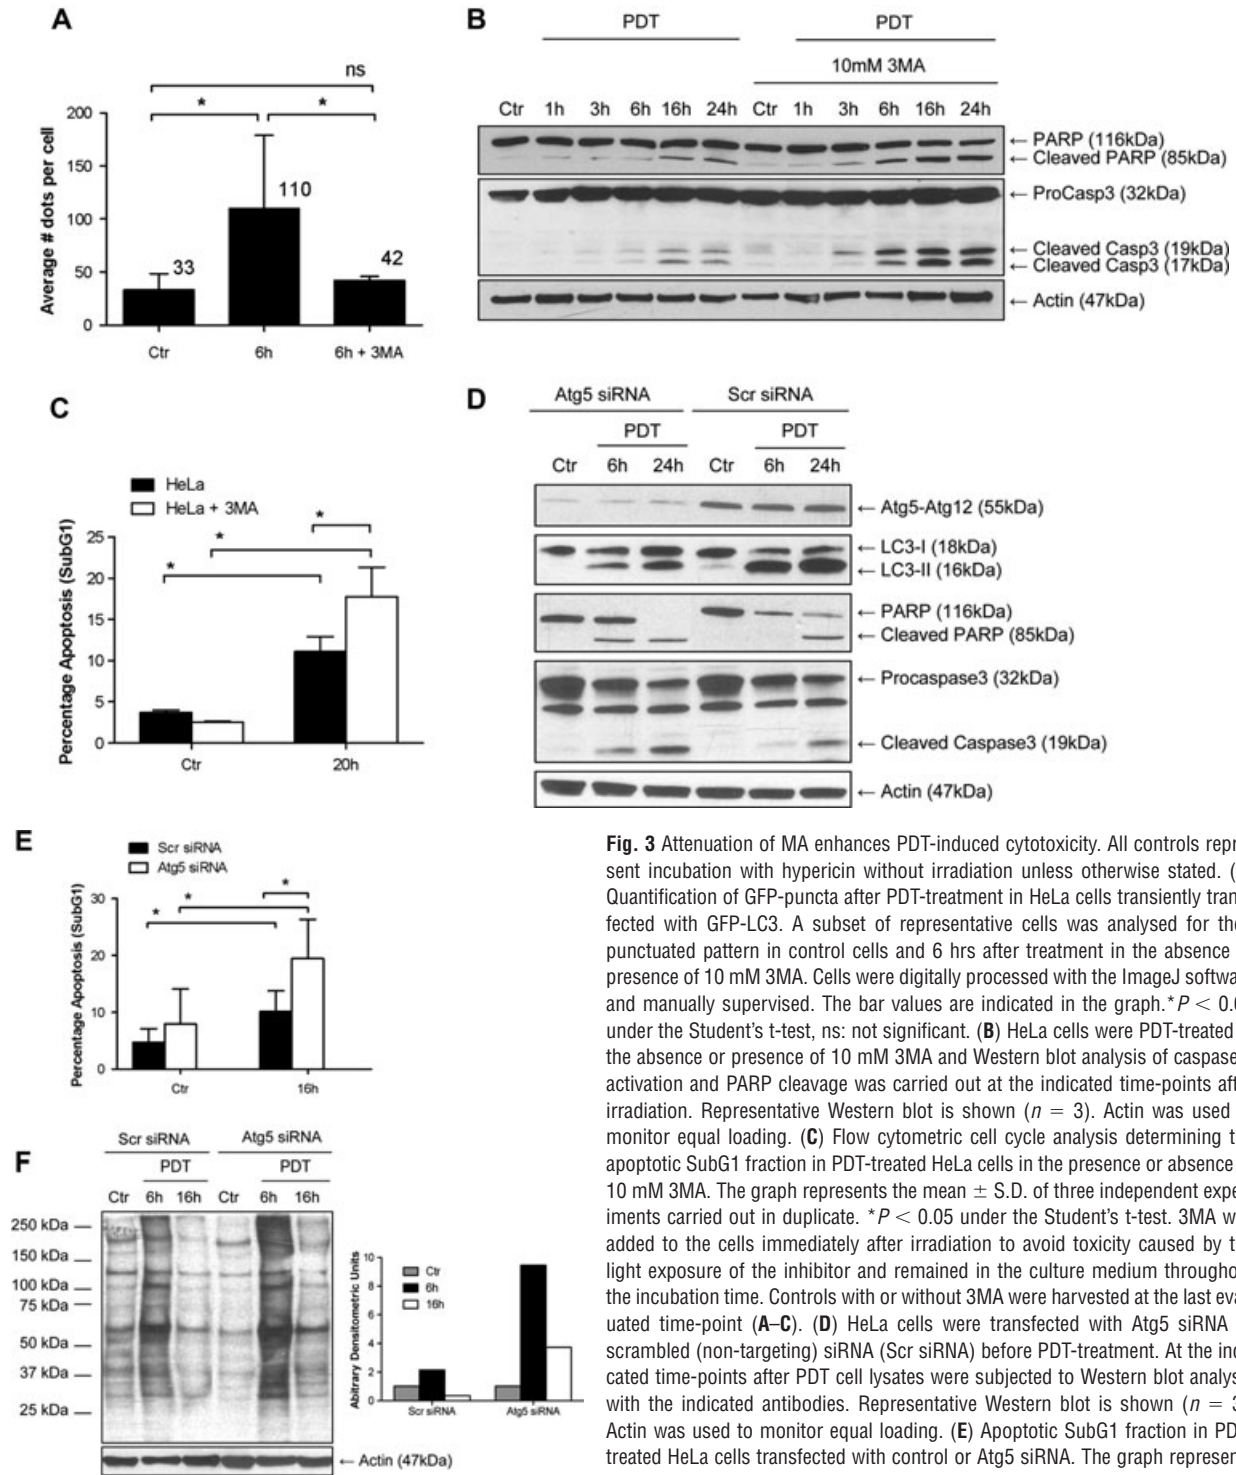 A
ns
*
*
200
150
100
50
0
Average # dots per cell
33
110
42
Ctr
6h
6h + 3MA
B
PDT
PDT
10mM 3MA
Ctr 1h 3h 6h 16h 24h Ctr 1h 3h 6h 16h 24h
← PARP (116kDa)
← Cleaved PARP (85kDa)
← ProCasp3 (32kDa)
← Cleaved Casp3 (19kDa)
← Cleaved Casp3 (17kDa)
← Actin (47kDa)
C
HeLa
HeLa + 3MA
*
*
*
25
20
15
10
5
0
Percentage Apoptosis (SubG1)
Ctr
20h
D
Atg5 siRNA Scr siRNA
PDT PDT
Ctr 6h 24h Ctr 6h 24h
← Atg5-Atg12 (55kDa)
← LC3-I (18kDa)
← LC3-II (16kDa)
← PARP (116kDa)
← Cleaved PARP (85kDa)
← Procaspase3 (32kDa)
← Cleaved Caspase3 (19kDa)
← Actin (47kDa)
E
Scr siRNA
Atg5 siRNA
*
*
*
30
20
10
0
Percentage Apoptosis (SubG1)
Ctr
16h
F
Scr siRNA Atg5 siRNA
PDT PDT
Ctr 6h 16h Ctr 6h 16h
250 kDa
150 kDa
100 kDa
75 kDa
50 kDa
37 kDa
25 kDa
← Actin (47kDa)
Abitrary Densitometric Units
10
8
6
4
2
0
Ctr
6h
16h
Scr siRNA
Atg5 siRNA
Fig. 3 Attenuation of MA enhances PDT-induced cytotoxicity. All controls repre
sent incubation with hypericin without irradiation unless otherwise stated. (
Quantification of GFP-puncta after PDT-treatment in HeLa cells transiently tran
fected with GFP-LC3. A subset of representative cells was analysed for the
punctuated pattern in control cells and 6 hrs after treatment in the absence
presence of 10 mM 3MA. Cells were digitally processed with the ImageJ softwa
and manually supervised. The bar values are indicated in the graph.*P < 0.0
under the Student's t-test, ns: not significant. (B) HeLa cells were PDT-treated
the absence or presence of 10 mM 3MA and Western blot analysis of caspase
activation and PARP cleavage was carried out at the indicated time-points aft
irradiation. Representative Western blot is shown (n = 3). Actin was used
monitor equal loading. (C) Flow cytometric cell cycle analysis determining t
apoptotic SubG1 fraction in PDT-treated HeLa cells in the presence or absence
10 mM 3MA. The graph represents the mean ± S.D. of three independent expe
iments carried out in duplicate. *P < 0.05 under the Student's t-test. 3MA w
added to the cells immediately after irradiation to avoid toxicity caused by t
light exposure of the inhibitor and remained in the culture medium through­o
the incubation time. Controls with or without 3MA were harvested at the last eva
uated time-point (A–C). (D) HeLa cells were transfected with Atg5 siRNA
scrambled (non-targeting) siRNA (Scr siRNA) before PDT-treatment. At the ind
cated time-points after PDT cell lysates were subjected to Western blot analys
with the indicated antibodies. Representative Western blot is shown (n = 3
Actin was used to monitor equal loading. (E) Apoptotic SubG1 fraction in PD
treated HeLa cells transfected with control or Atg5 siRNA. The graph represen